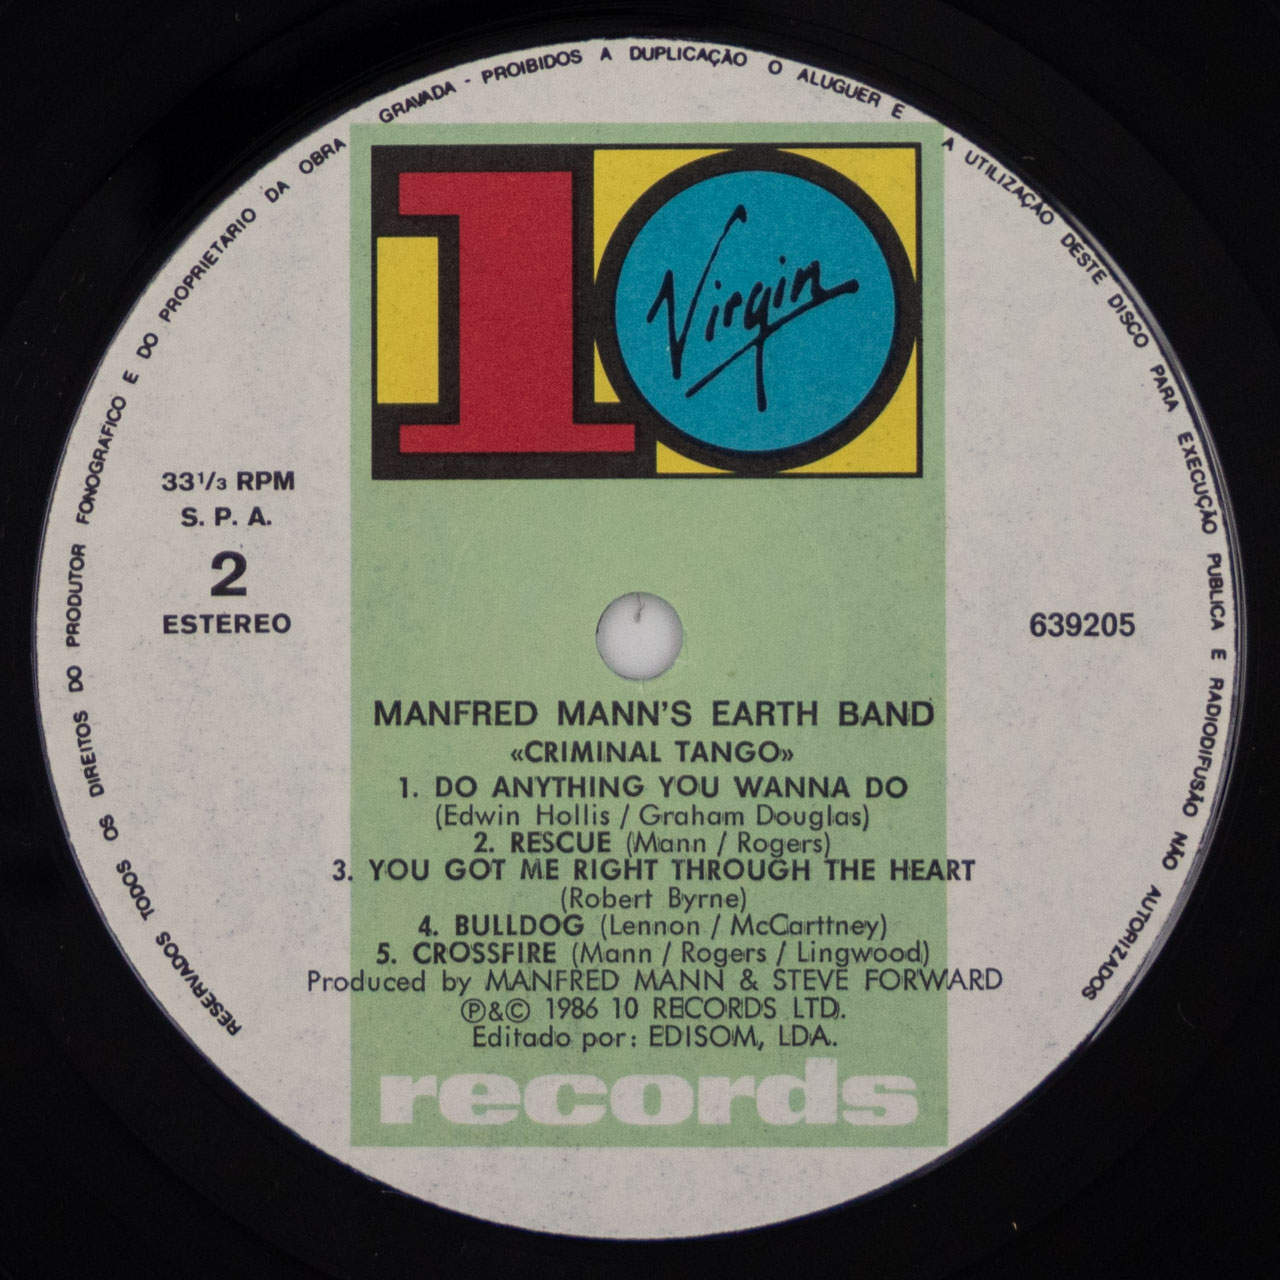 RESERVADOS TODOS OS DIREITOS DO PRODUTOR FONOGRAFICO E DO PROPRIETARIO DA OBRA GRAVADA - PROIBIDOS A DUPLICAÇÃO O ALUGUER E A UTILIZAÇÃO DESTE DISCO PARA EXECUÇÃO PUBLICA E RADIODIFUSÃO NÃO AUTORIZADOS
10
Virgin
33 1/3 RPM
S. P. A.
2
ESTÉREO
639205
MANFRED MANN'S EARTH BAND
«CRIMINAL TANGO»
1. DO ANYTHING YOU WANNA DO
(Edwin Hollis / Graham Douglas)
2. RESCUE (Mann / Rogers)
3. YOU GOT ME RIGHT THROUGH THE HEART
(Robert Byrne)
4. BULLDOG (Lennon / McCarttney)
5. CROSSFIRE (Mann / Rogers / Lingwood)
Produced by MANFRED MANN & STEVE FORWARD
℗&© 1986 10 RECORDS LTD.
Editado por: EDISOM, LDA.
records